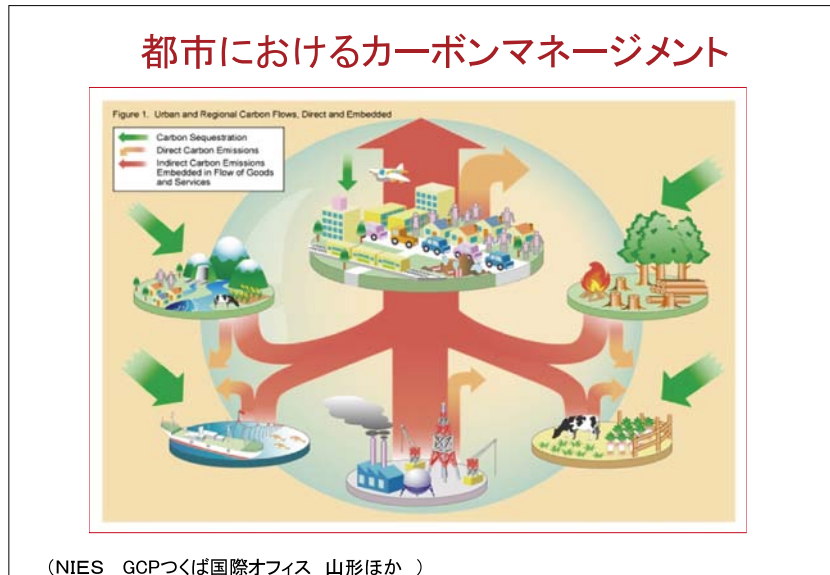 都市におけるカーボンマネージメント
Figure 1. Urban and Regional Carbon Flows, Direct and Embedded
Carbon Sequestration
Direct Carbon Emissions
Indirect Carbon Emissions
Embedded in Flow of Goods
and Services
（NIES　GCPつくば国際オフィス　山形ほか　）